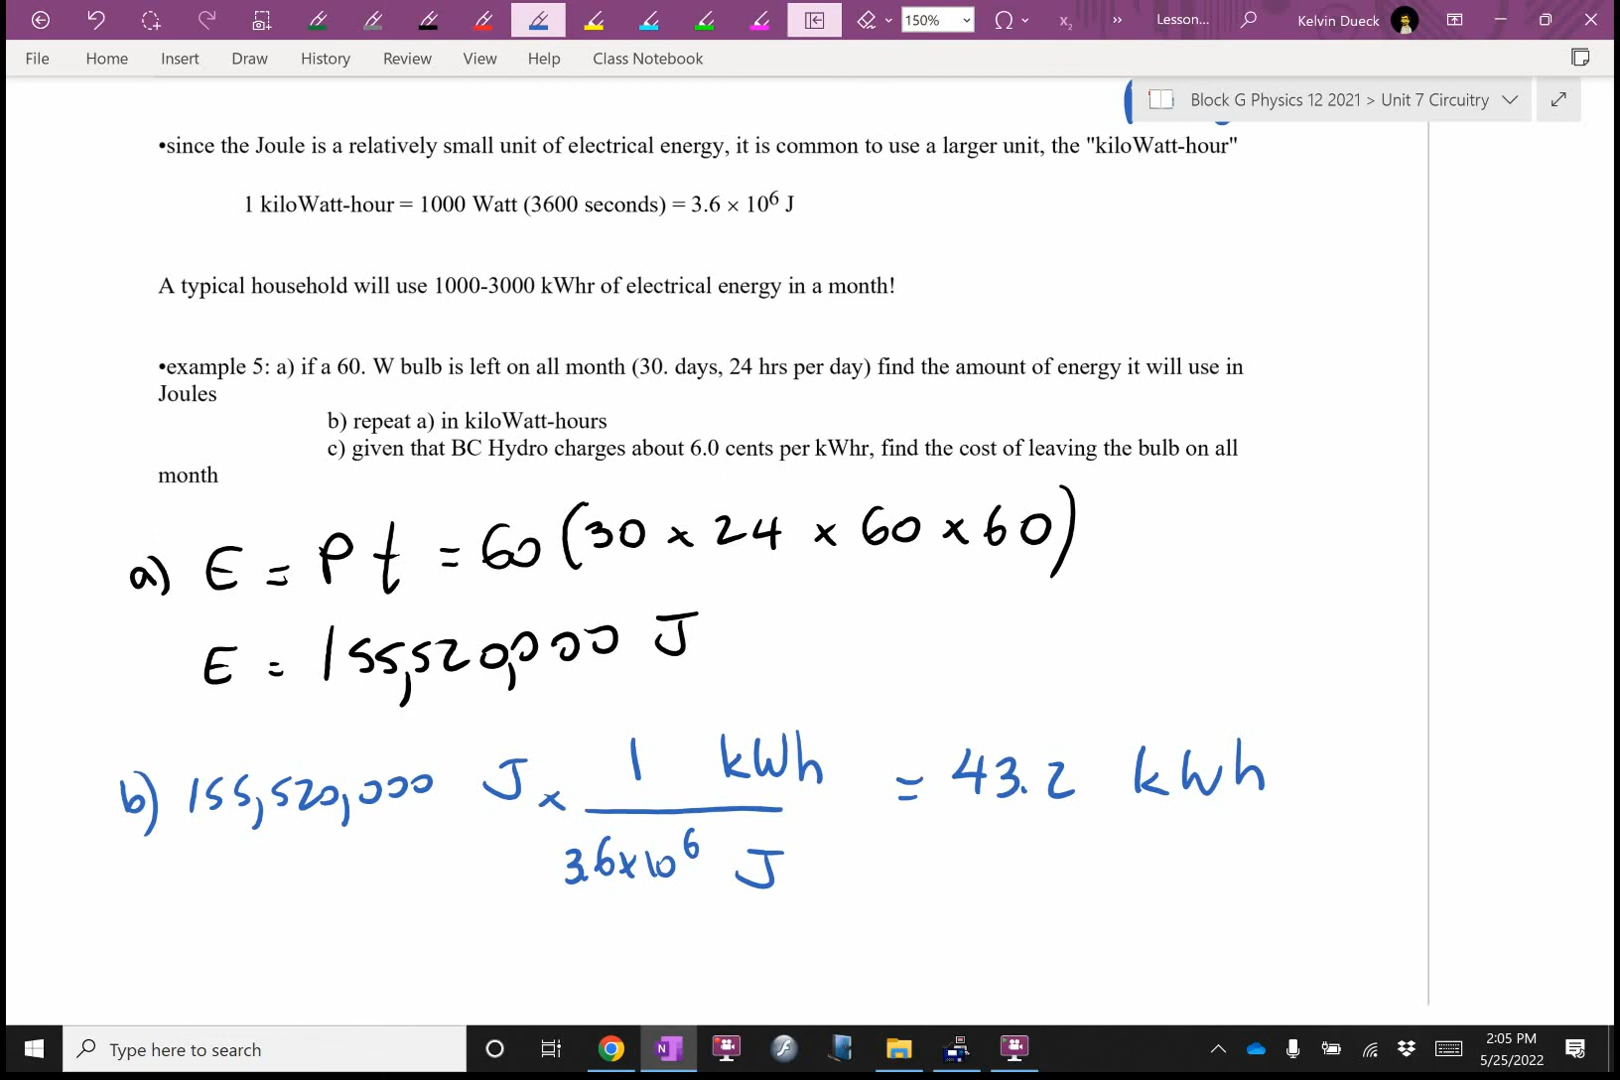 150% Lesson... Kelvin Dueck
File Home Insert Draw History Review View Help Class Notebook
Block G Physics 12 2021 > Unit 7 Circuitry
•since the Joule is a relatively small unit of electrical energy, it is common to use a larger unit, the "kiloWatt-hour"
1 kiloWatt-hour = 1000 Watt (3600 seconds) = 3.6 × 10⁶ J
A typical household will use 1000-3000 kWhr of electrical energy in a month!
•example 5: a) if a 60. W bulb is left on all month (30. days, 24 hrs per day) find the amount of energy it will use in
Joules
b) repeat a) in kiloWatt-hours
c) given that BC Hydro charges about 6.0 cents per kWhr, find the cost of leaving the bulb on all
month
a) E = P t = 60 (30 × 24 × 60 × 60)
E = 155,520,000 J
b) 155,520,000 J × 1 kWh = 43.2 kWh
3.6×10⁶ J
Type here to search
2:05 PM
5/25/2022